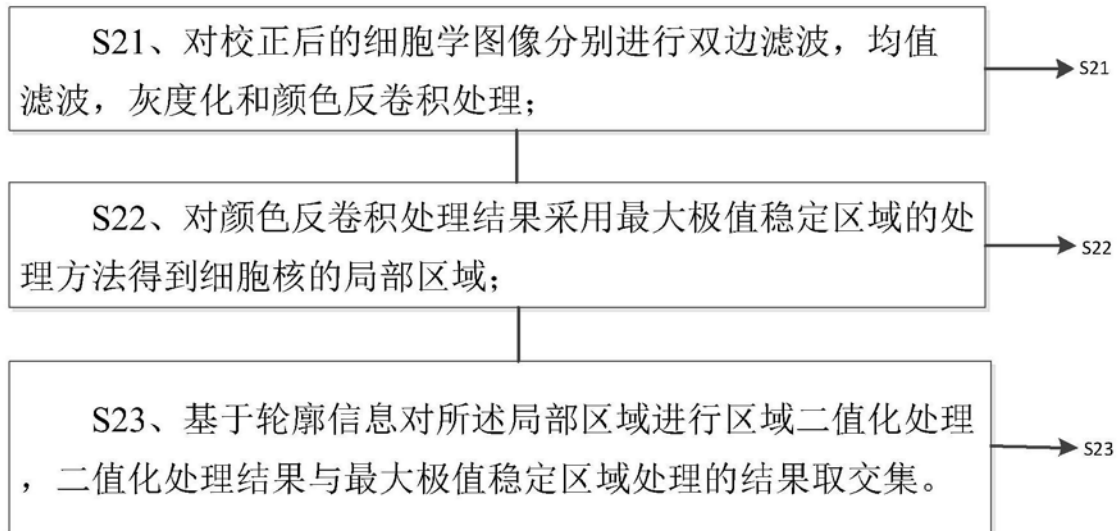 S21、对校正后的细胞学图像分别进行双边滤波，均值
滤波，灰度化和颜色反卷积处理；
S21
S22、对颜色反卷积处理结果采用最大极值稳定区域的处
理方法得到细胞核的局部区域；
S22
S23、基于轮廓信息对所述局部区域进行区域二值化处理
，二值化处理结果与最大极值稳定区域处理的结果取交集。
S23